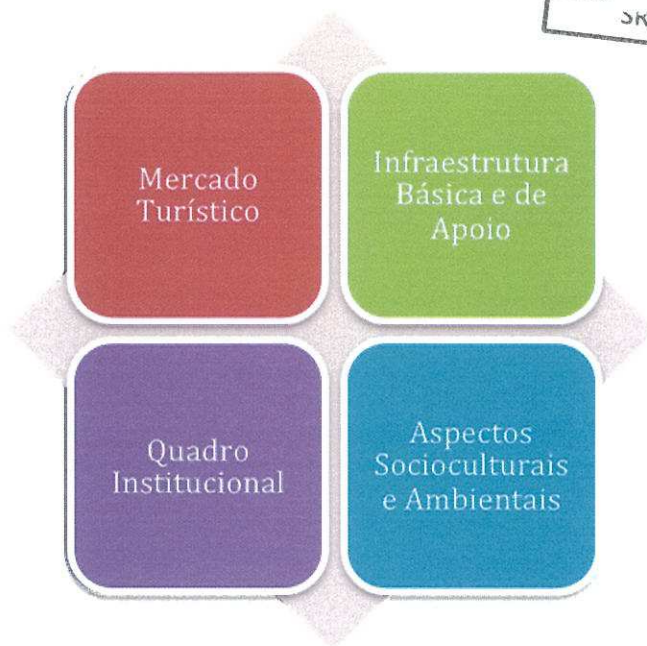 Mercado
Turístico
Infraestrutura
Básica e de
Apoio
Quadro
Institucional
Aspectos
Socioculturais
e Ambientais